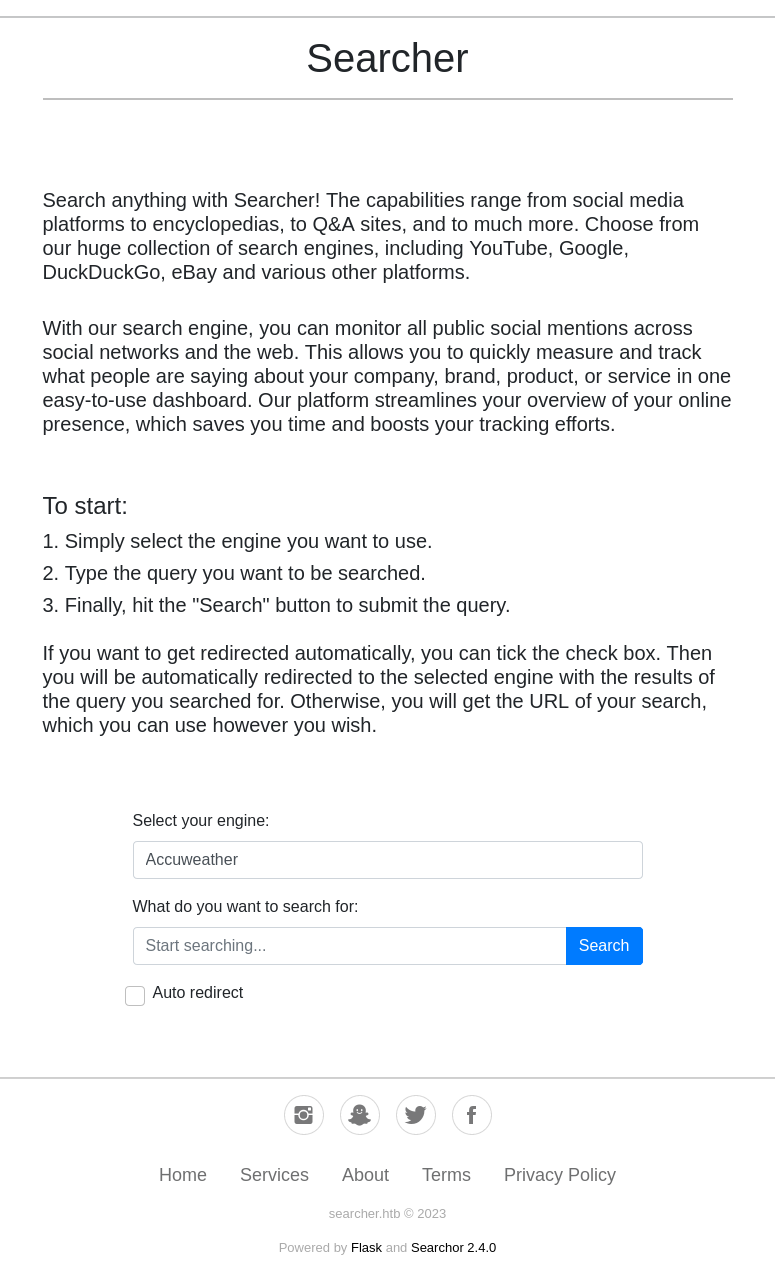 Searcher
Search anything with Searcher! The capabilities range from social media
platforms to encyclopedias, to Q&A sites, and to much more. Choose from
our huge collection of search engines, including YouTube, Google,
DuckDuckGo, eBay and various other platforms.
With our search engine, you can monitor all public social mentions across
social networks and the web. This allows you to quickly measure and track
what people are saying about your company, brand, product, or service in one
easy-to-use dashboard. Our platform streamlines your overview of your online
presence, which saves you time and boosts your tracking efforts.
To start:
1. Simply select the engine you want to use.
2. Type the query you want to be searched.
3. Finally, hit the "Search" button to submit the query.
If you want to get redirected automatically, you can tick the check box. Then
you will be automatically redirected to the selected engine with the results of
the query you searched for. Otherwise, you will get the URL of your search,
which you can use however you wish.
Select your engine:
Accuweather
What do you want to search for:
Start searching... Search
Auto redirect
Home Services About Terms Privacy Policy
searcher.htb © 2023
Powered by Flask and Searchor 2.4.0